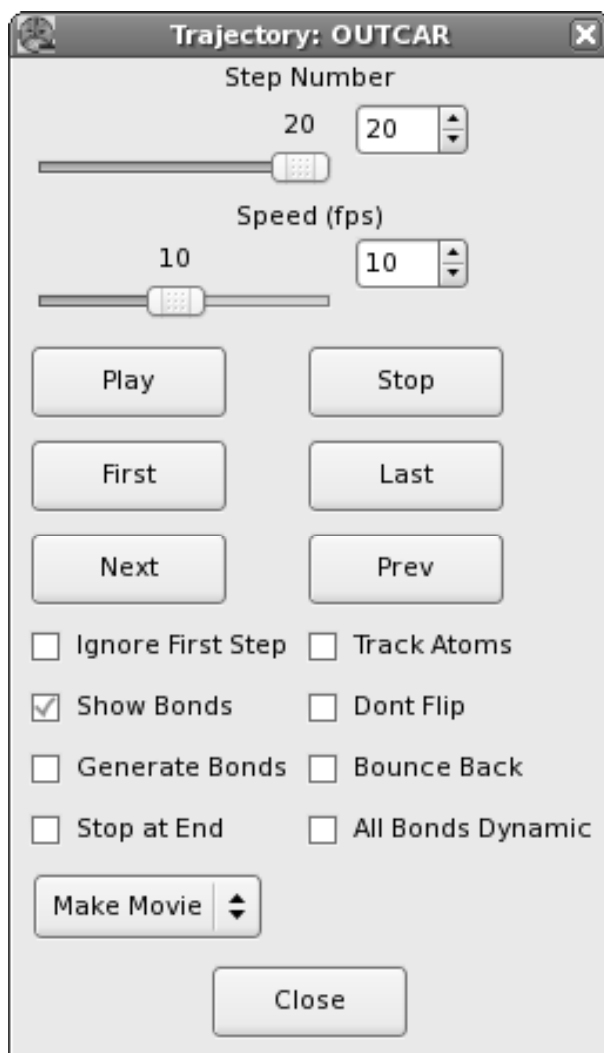 Trajectory: OUTCAR
Step Number
20 20
Speed (fps)
10 10
Play Stop
First Last
Next Prev
Ignore First Step Track Atoms
Show Bonds Dont Flip
Generate Bonds Bounce Back
Stop at End All Bonds Dynamic
Make Movie
Close